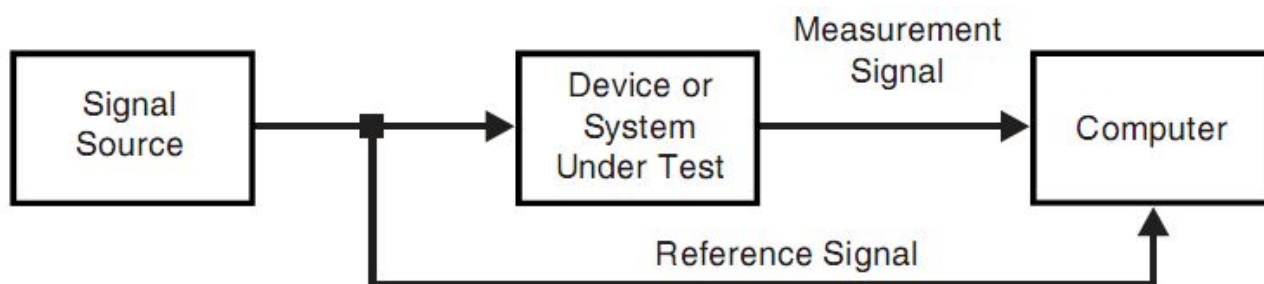 Signal
Source
Device or
System
Under Test
Measurement
Signal
Computer
Reference Signal